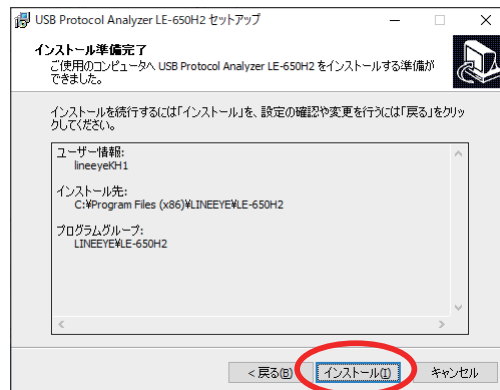 USB Protocol Analyzer LE-650H2 セットアップ
インストール準備完了
ご使用のコンピュータへ USB Protocol Analyzer LE-650H2 をインストールする準備が
できました。
インストールを続行するには「インストール」を、設定の確認や変更を行うには「戻る」をクリッ
クしてください。
ユーザー情報:
lineeyeKH1
インストール先:
C:¥Program Files (x86)¥LINEEYE¥LE-650H2
プログラムグループ:
LINEEYE¥LE-650H2
< 戻る(B)
インストール(I)
キャンセル